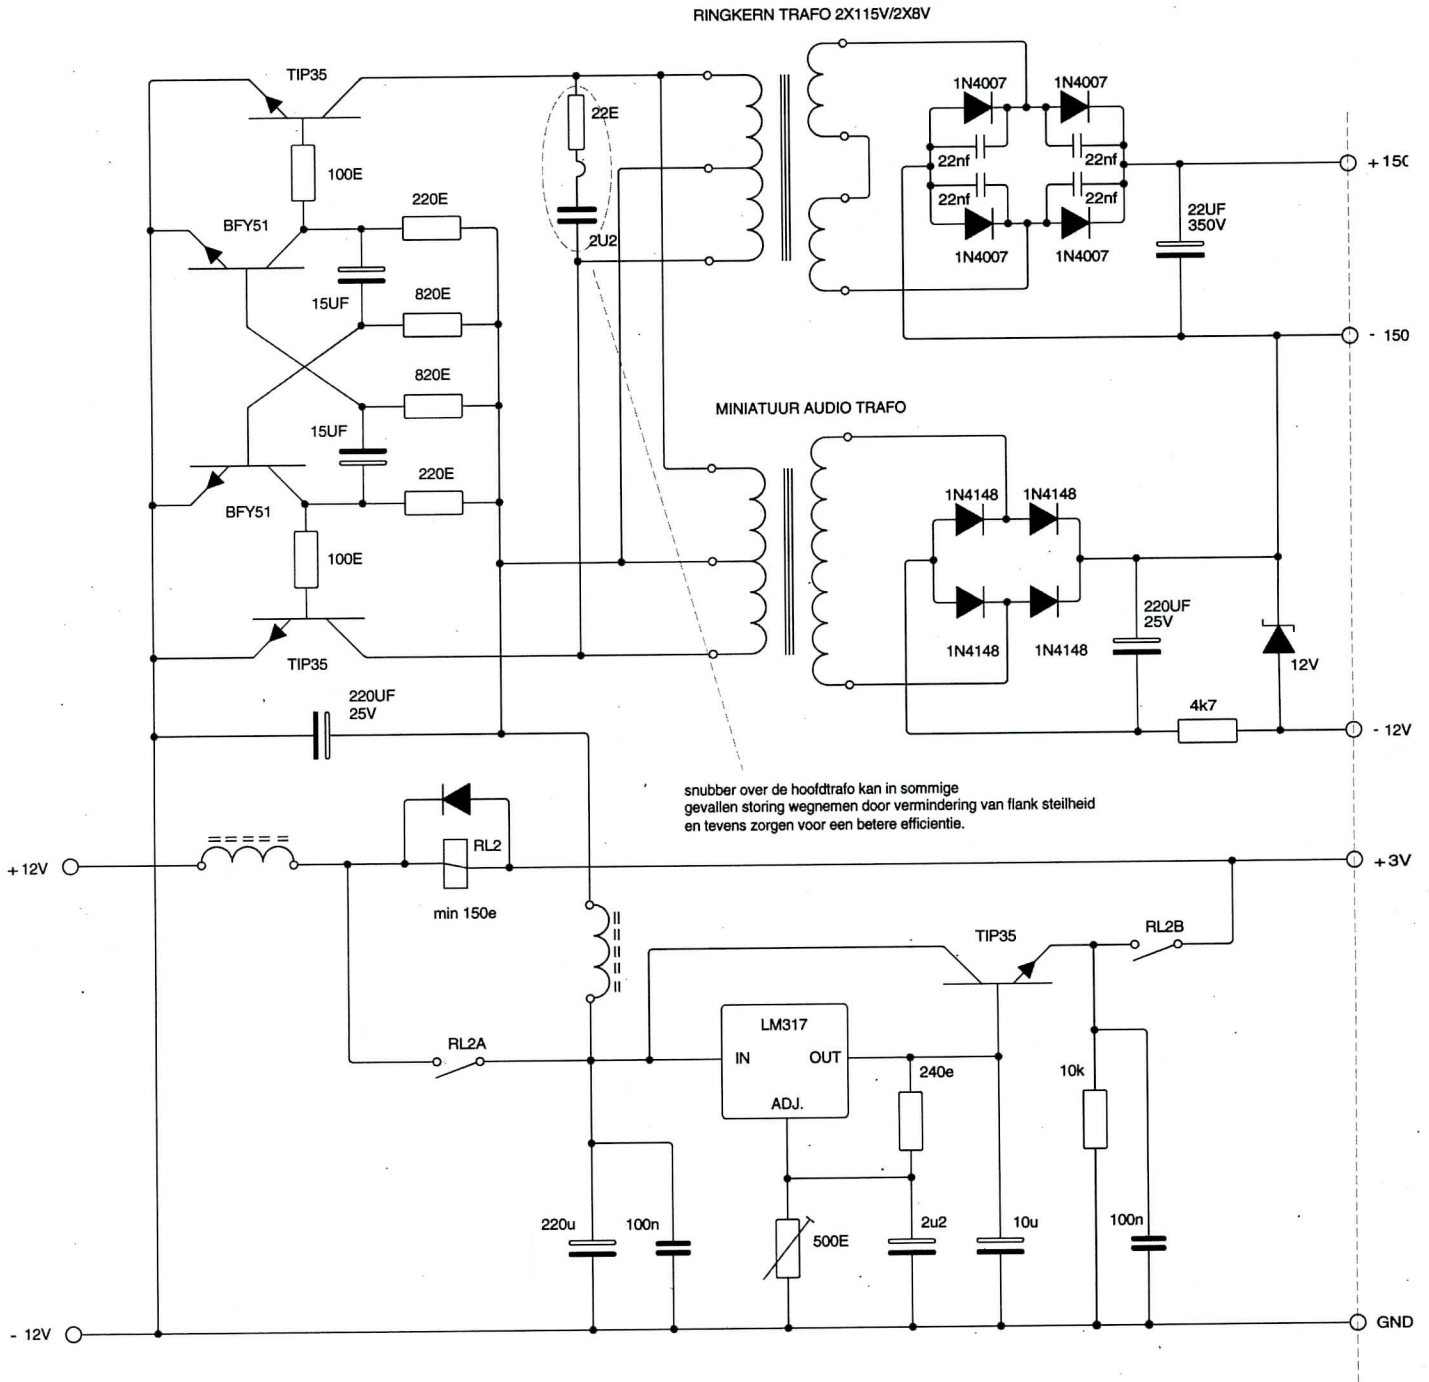 RINGKERN TRAFO 2X115V/2X8V
TIP35
22E
1N4007
1N4007
22nf
22nf
+ 150
100E
220E
22nf
22nf
22UF
350V
BFY51
2U2
1N4007
1N4007
15UF
820E
- 150
820E
MINIATUUR AUDIO TRAFO
15UF
220E
1N4148
1N4148
BFY51
100E
220UF
25V
TIP35
1N4148
1N4148
12V
220UF
25V
4k7
- 12V
snubber over de hoofdtrafo kan in sommige
gevallen storing wegnemen door vermindering van flank steilheid
en tevens zorgen voor een betere efficientie.
RL2
+ 12V
+ 3V
min 150e
TIP35
RL2B
LM317
RL2A
IN
OUT
240e
10k
ADJ.
220u
100n
500E
2u2
10u
100n
- 12V
GND